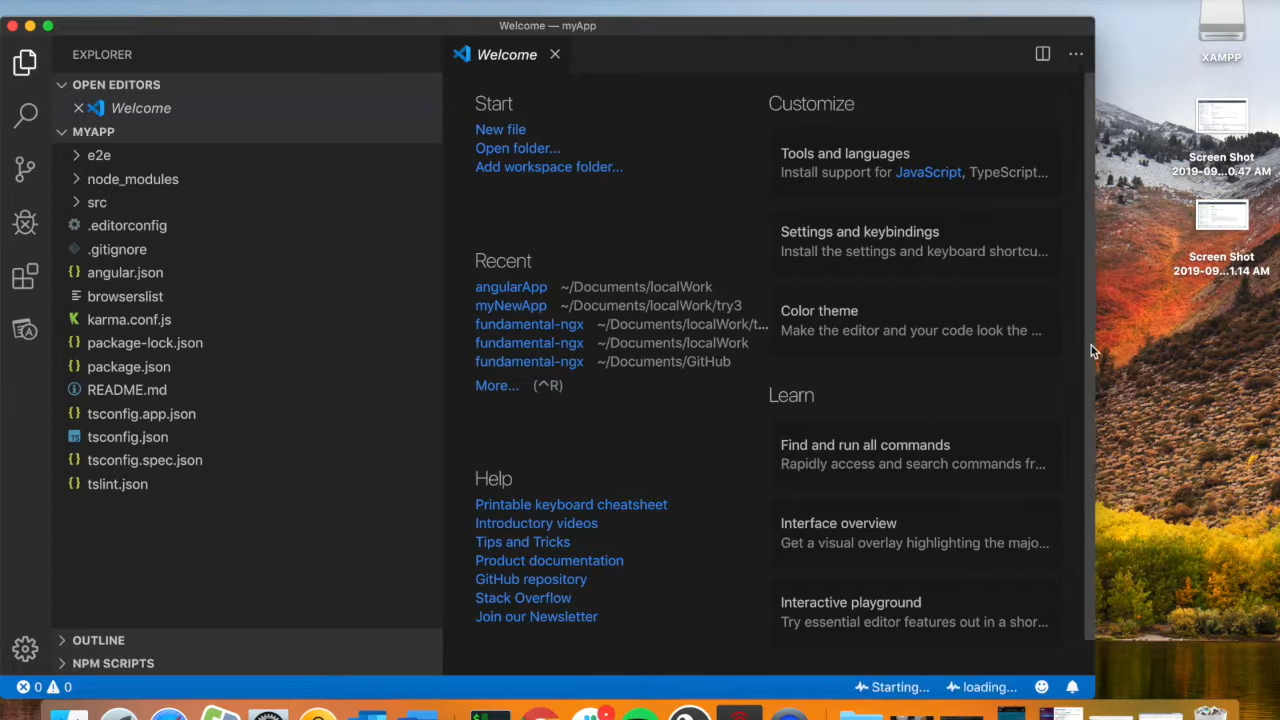 Welcome — myApp
EXPLORER
OPEN EDITORS
Welcome
MYAPP
e2e
node_modules
src
.editorconfig
.gitignore
angular.json
browserslist
karma.conf.js
package-lock.json
package.json
README.md
tsconfig.app.json
tsconfig.json
tsconfig.spec.json
tslint.json
OUTLINE
NPM SCRIPTS
Welcome
Start
New file
Open folder...
Add workspace folder...
Recent
angularApp ~/Documents/localWork
myNewApp ~/Documents/localWork/try3
fundamental-ngx ~/Documents/localWork/t...
fundamental-ngx ~/Documents/localWork
fundamental-ngx ~/Documents/GitHub
More... (^R)
Help
Printable keyboard cheatsheet
Introductory videos
Tips and Tricks
Product documentation
GitHub repository
Stack Overflow
Join our Newsletter
Customize
Tools and languages
Install support for JavaScript, TypeScript...
Settings and keybindings
Install the settings and keyboard shortcu...
Color theme
Make the editor and your code look the ...
Learn
Find and run all commands
Rapidly access and search commands fr...
Interface overview
Get a visual overlay highlighting the majo...
Interactive playground
Try essential editor features out in a shor...
0 0
Starting...
loading...
XAMPP
Screen Shot
2019-09...0.47 AM
Screen Shot
2019-09...1.14 AM